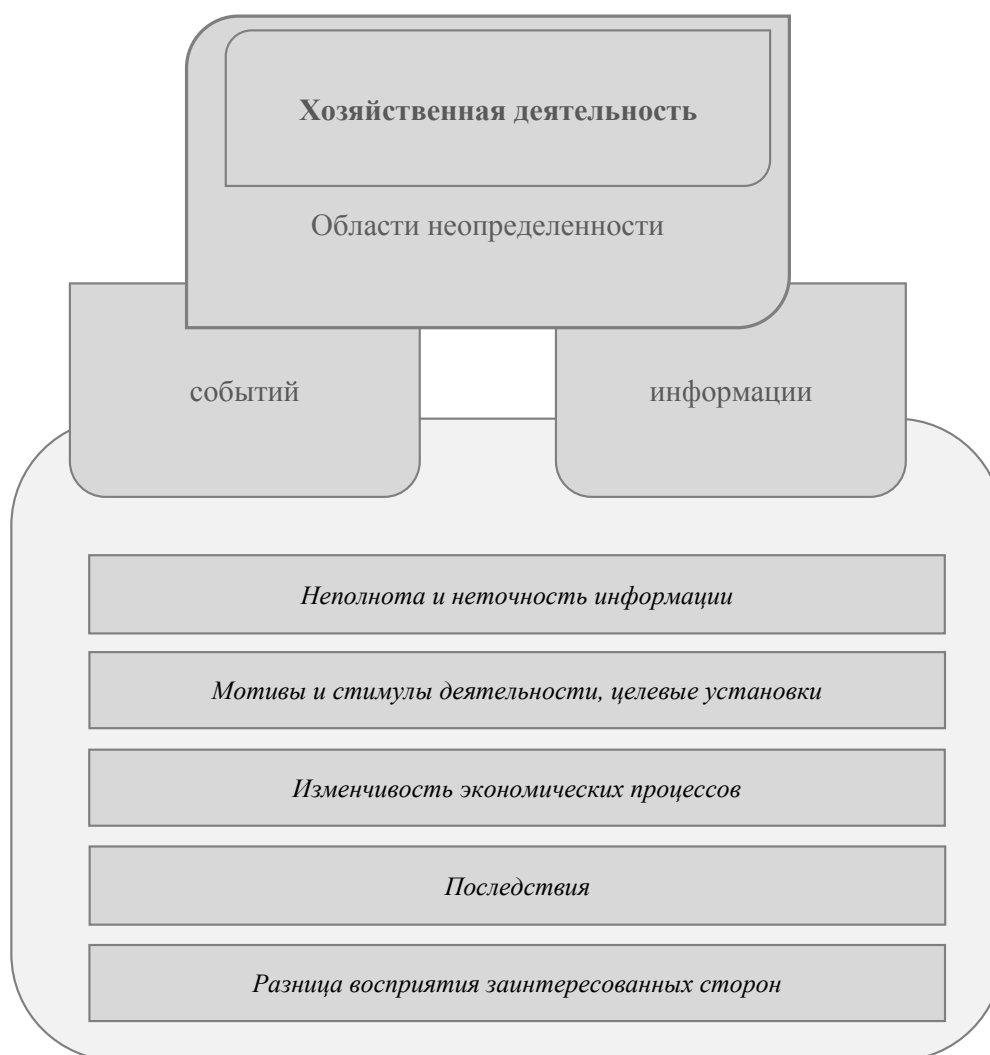 Хозяйственная деятельность
Области неопределенности
событий
информации
Неполнота и неточность информации
Мотивы и стимулы деятельности, целевые установки
Изменчивость экономических процессов
Последствия
Разница восприятия заинтересованных сторон